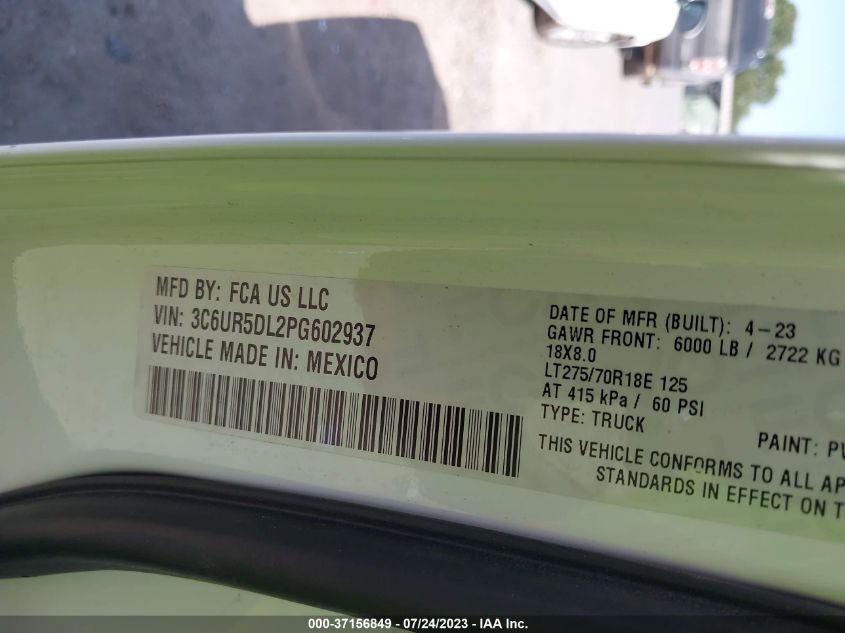 MFD BY: FCA US LLC
VIN: 3C6UR5DL2PG602937
VEHICLE MADE IN: MEXICO
DATE OF MFR (BUILT): 4-23
GAWR FRONT: 6000 LB / 2722 KG
18X8.0
LT275/70R18E 125
AT 415 kPa / 60 PSI
TYPE: TRUCK
PAINT:
THIS VEHICLE CONFORMS TO ALL
STANDARDS IN EFFECT ON
000-37156849 - 07/24/2023 - IAA Inc.